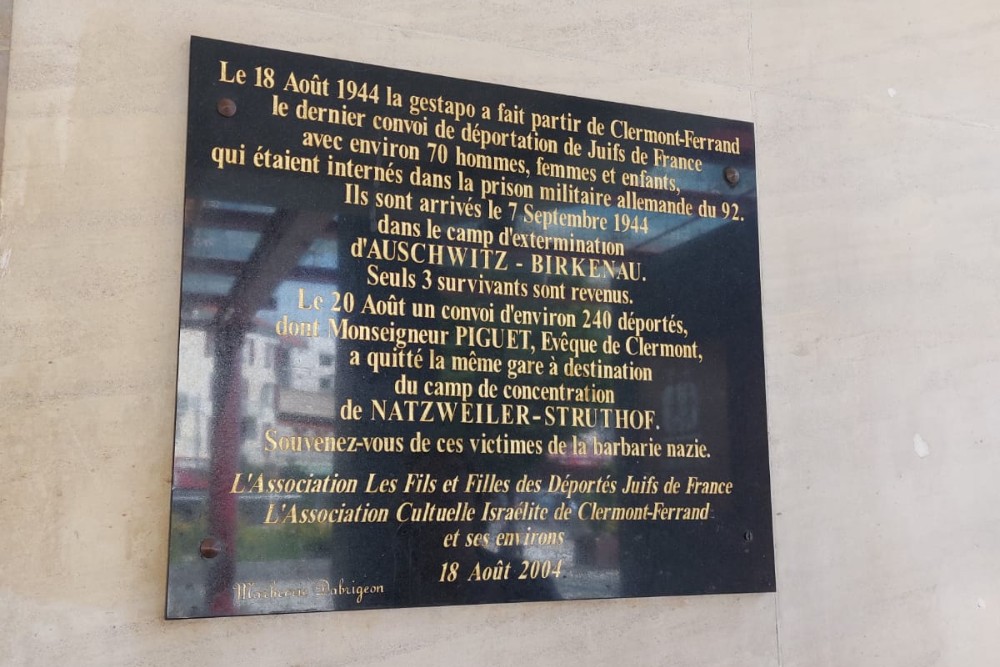 Le 18 Août 1944 la gestapo a fait partir de Clermont-Ferrand
le dernier convoi de déportation de Juifs de France
avec environ 70 hommes, femmes et enfants,
qui étaient internés dans la prison militaire allemande du 92.
Ils sont arrivés le 7 Septembre 1944
dans le camp d'extermination
d'AUSCHWITZ - BIRKENAU.
Seuls 3 survivants sont revenus.
Le 20 Août un convoi d'environ 240 déportés,
dont Monseigneur PIGUET, Evêque de Clermont,
a quitté la même gare à destination
du camp de concentration
de NATZWEILER-STRUTHOF.
Souvenez-vous de ces victimes de la barbarie nazie.
L'Association Les Fils et Filles des Déportés Juifs de France
L'Association Cultuelle Israélite de Clermont-Ferrand
et ses environs
18 Août 2004
Marbrerie Dabrigeon